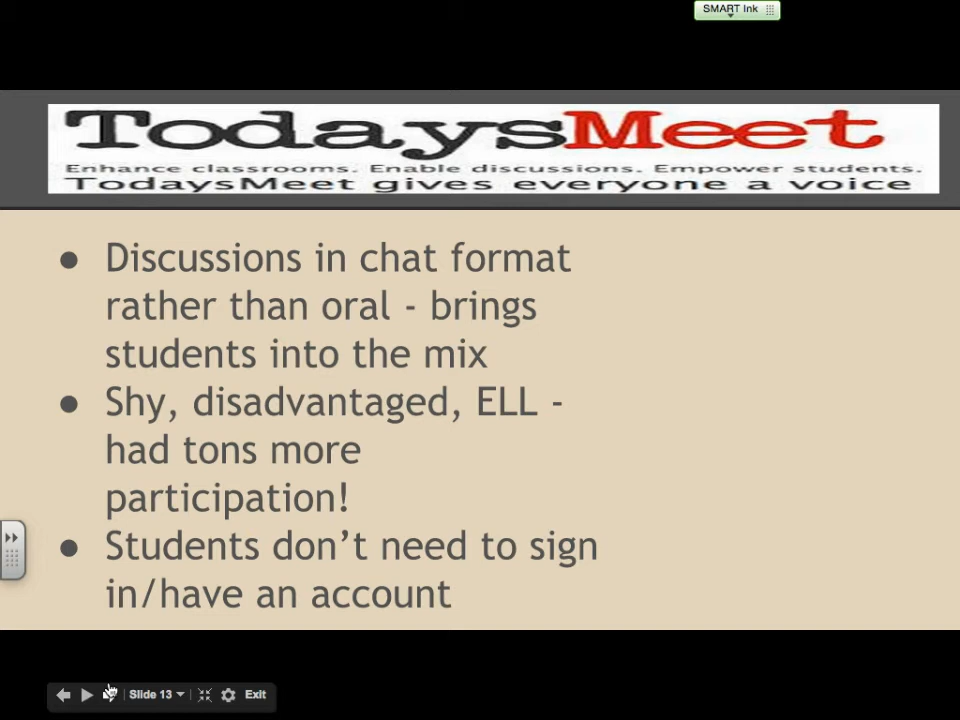 SMART Ink
TodaysMeet
Enhance classrooms. Enable discussions. Empower students.
TodaysMeet gives everyone a voice
● Discussions in chat format
rather than oral - brings
students into the mix
● Shy, disadvantaged, ELL -
had tons more
participation!
● Students don’t need to sign
in/have an account
Slide 13 Exit